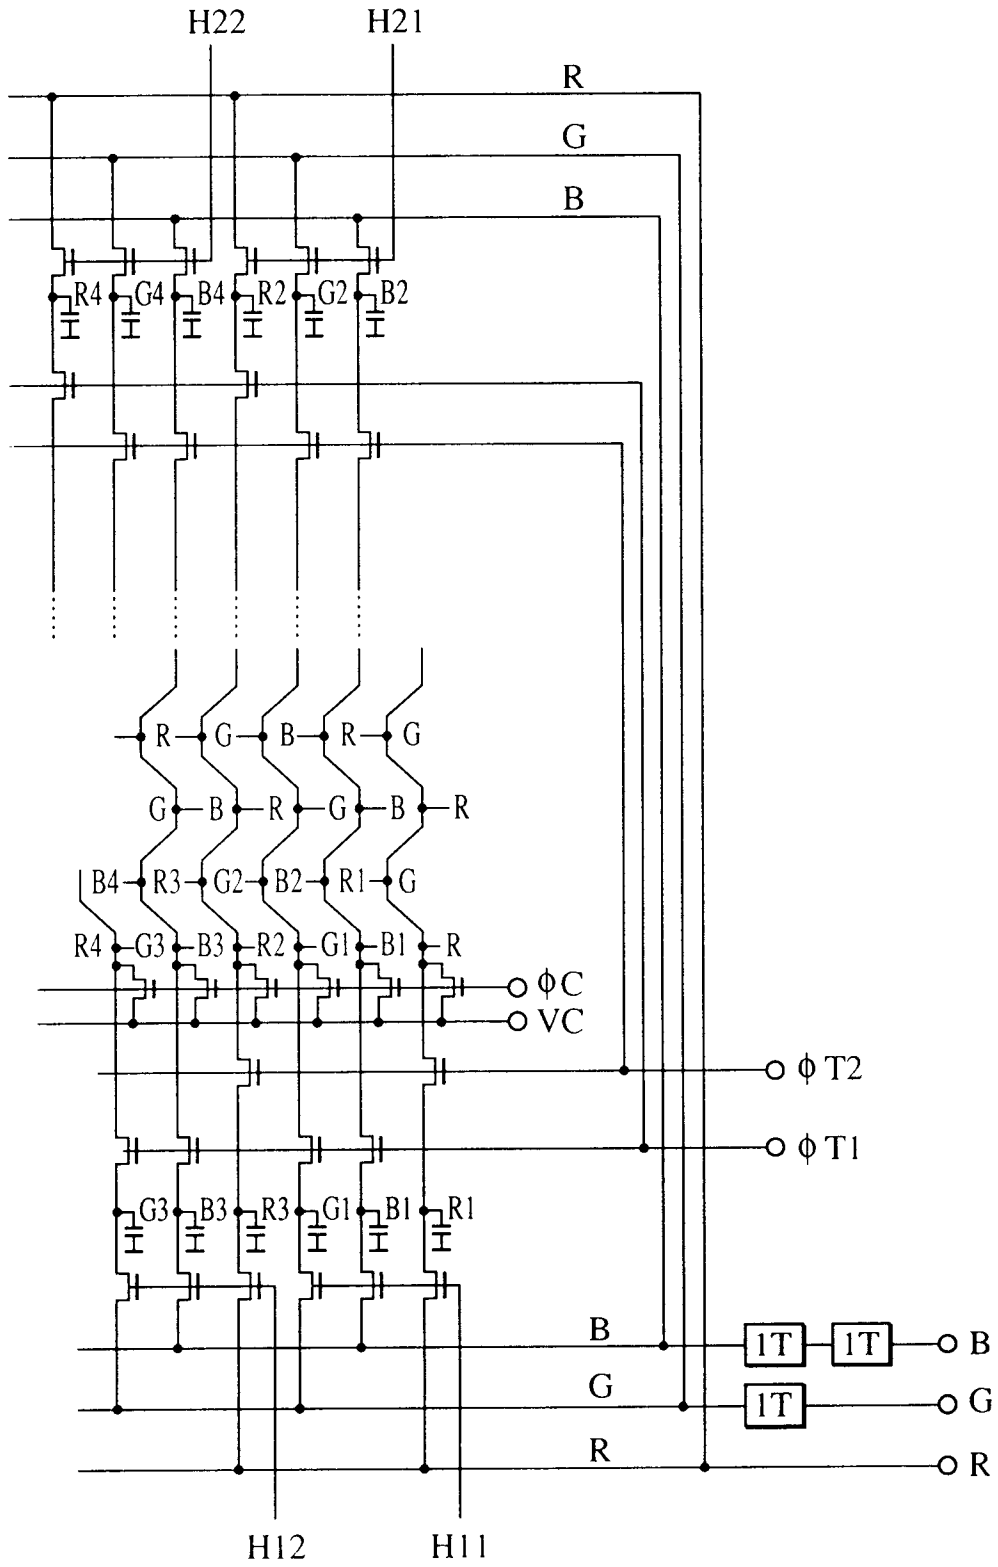 H22 H21
R
G
B
R4 G4 B4 R2 G2 B2
R G B R G
G B R G B R
B4 R3 G2 B2 R1 G
R4 G3 B3 R2 G1 B1 R
ϕC
VC
ϕT2
ϕT1
G3 B3 R3 G1 B1 R1
B 1T 1T B
G 1T G
R R
H12 H11